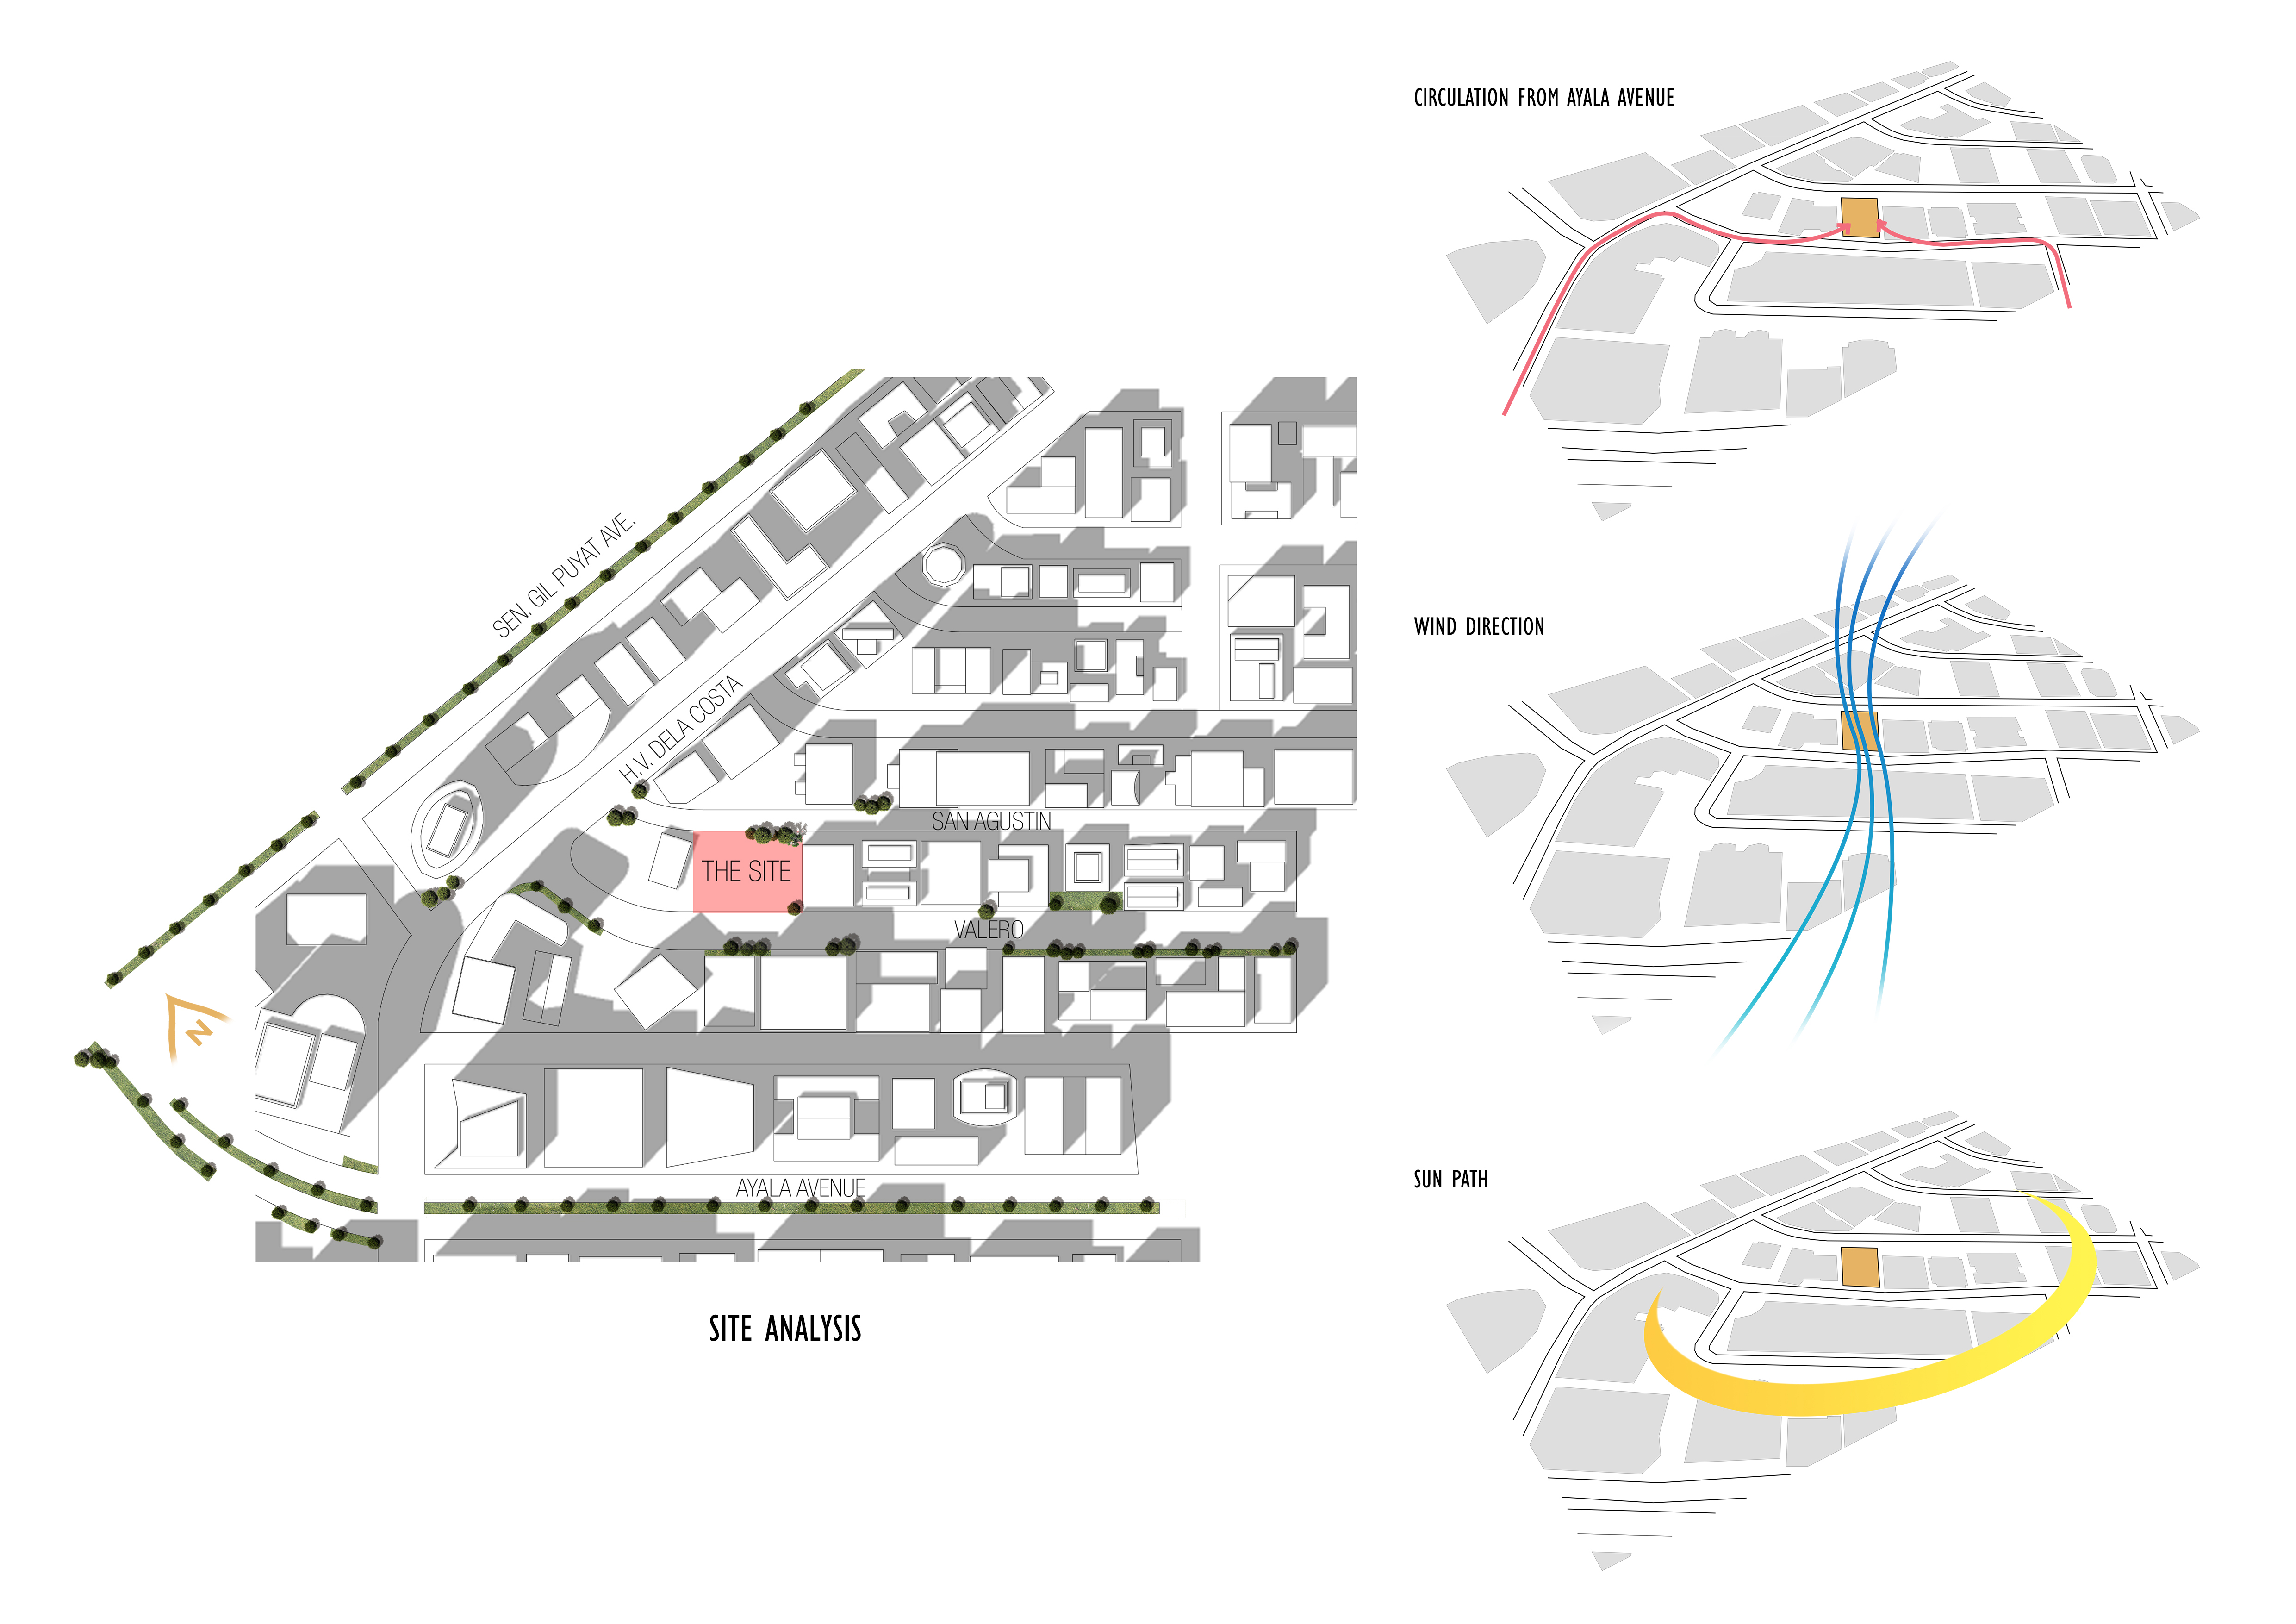 CIRCULATION FROM AYALA AVENUE
SEN. GIL PUYAT AVE.
H.V. DELA COSTA
SAN AGUSTIN
THE SITE
VALERO
N
AYALA AVENUE
SITE ANALYSIS
WIND DIRECTION
SUN PATH